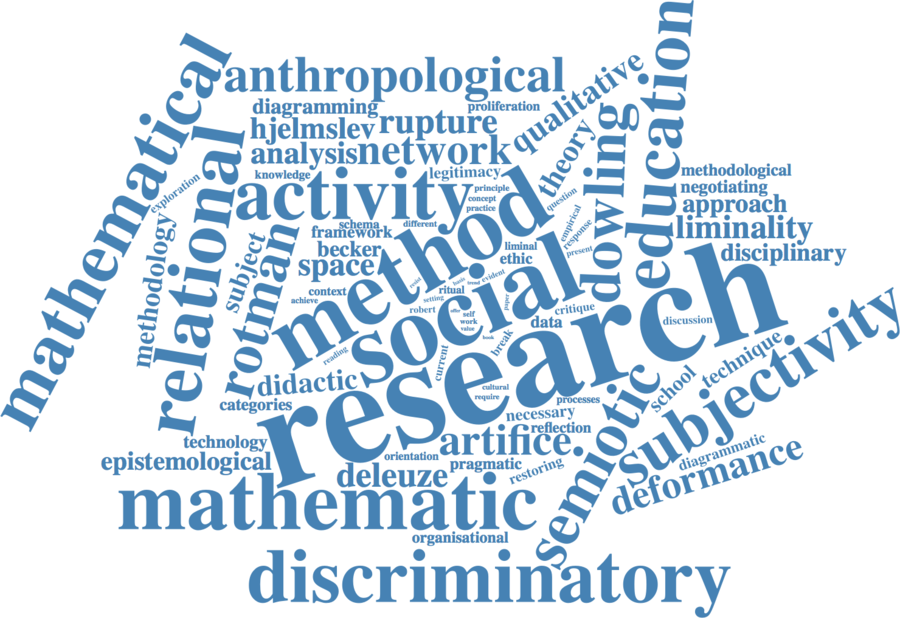 education
mathematical
anthropological
qualitative
diagramming
proliferation
hjelmslev
rupture
dowling
relational
analysis
network
theory
methodological
knowledge
legitimacy
negotiating
exploration
activity
principle
concept
practice
question
approach
methodology
subject
rotman
schema
different
framework
method
empirical
response
liminality
becker
liminal
present
disciplinary
space
ethic
social
context
achieve
ritual
evident
trend
basis
resist
setting
robert
offer
self
work
value
paper
data
critique
research
discussion
reading
current
book
break
didactic
categories
cultural
require
processes
school
technique
subjectivity
necessary
reflection
semiotic
technology
artifice.
epistemological
orientation
pragmatic
restoring
deleuze
diagrammatic
deformance
mathematic
organisational
discriminatory